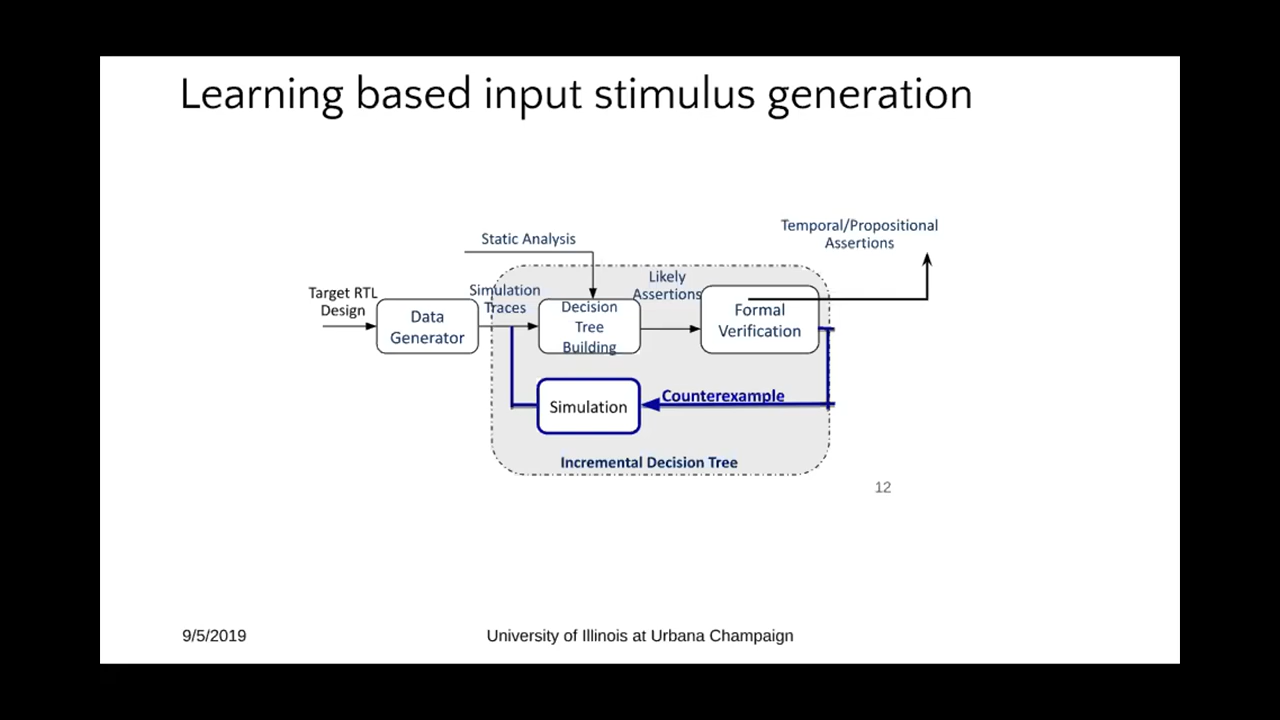 Learning based input stimulus generation
Temporal/Propositional
Assertions
Static Analysis
Likely
Assertions
Simulation
Traces
Target RTL
Design
Data
Generator
Decision
Tree
Building
Formal
Verification
Simulation
Counterexample
Incremental Decision Tree
12
9/5/2019
University of Illinois at Urbana Champaign